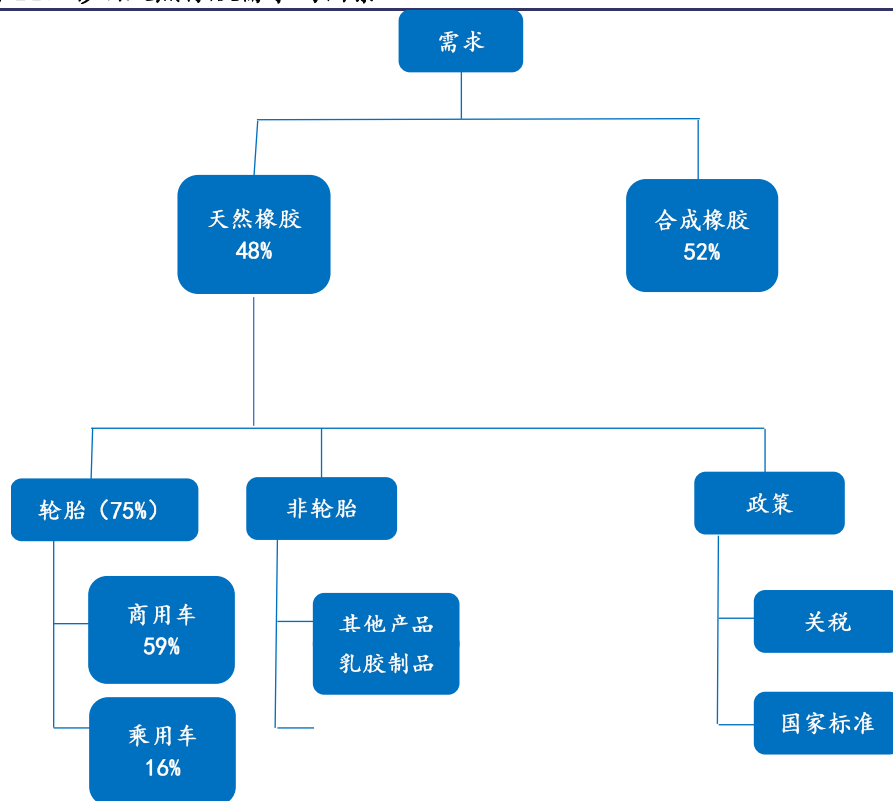 需求
天然橡胶
48%
合成橡胶
52%
轮胎（75%）
非轮胎
政策
商用车
59%
其他产品
乳胶制品
关税
乘用车
16%
国家标准